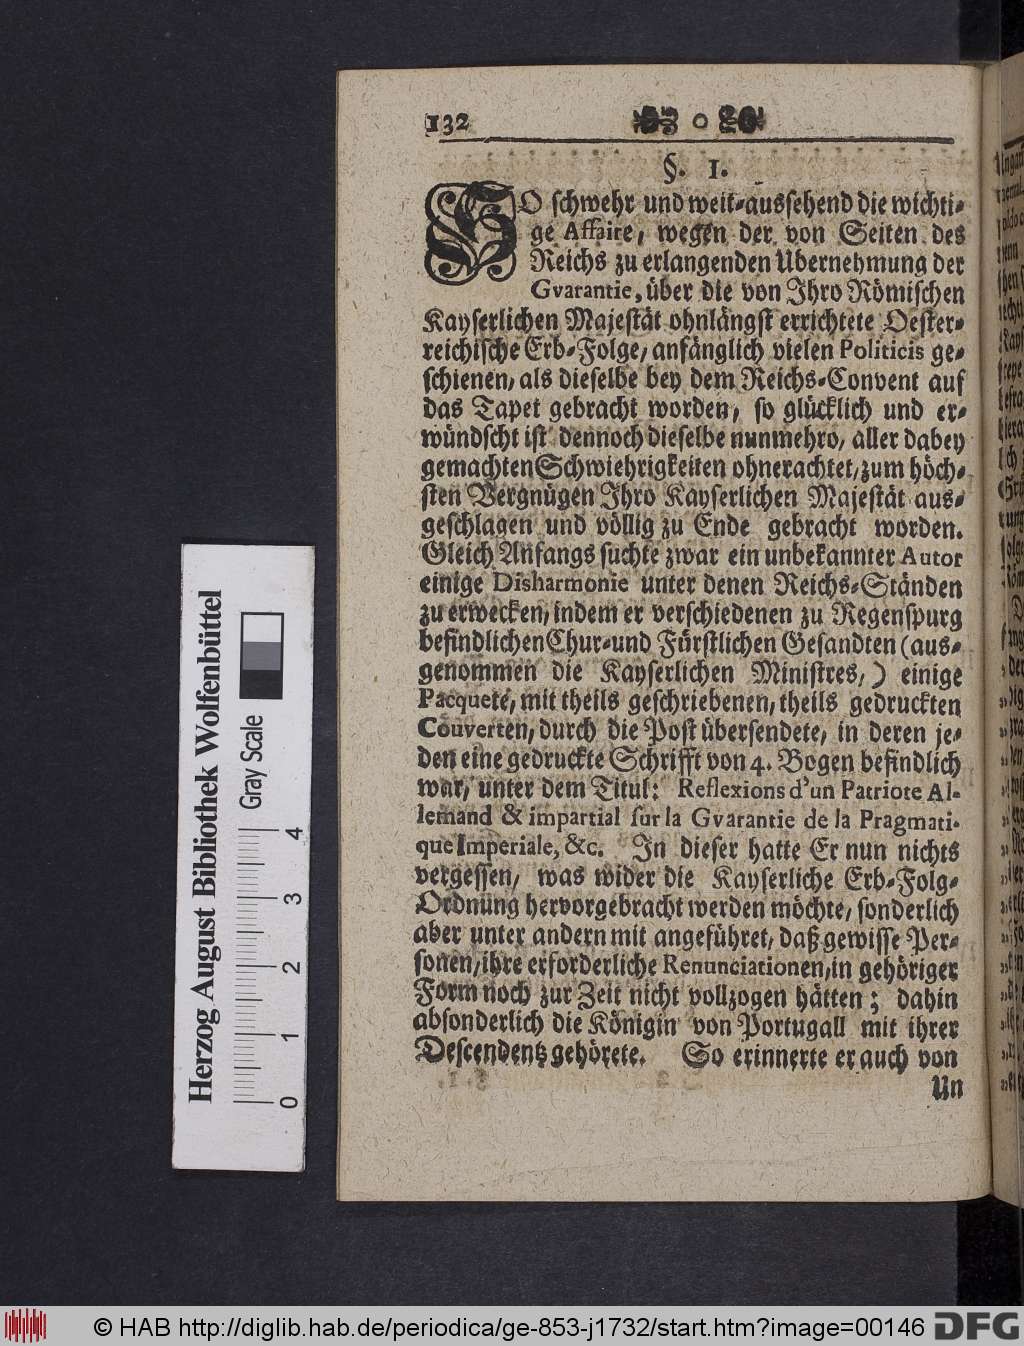 132
§. 1.
SO schwehr und weit-aussehend die wichti-
ge Affaire, wegen der von Seiten des
Reichs zu erlangenden Ubernehmung der
Gvarantie, über die von Ihro Römischen
Kayserlichen Majestät ohnlängst errichtete Oester-
reichische Erb-Folge, anfänglich vielen Politicis ge-
schienen, als dieselbe bey dem Reichs-Convent auf
das Tapet gebracht worden, so glücklich und er-
wündscht ist dennoch dieselbe nunmehro, aller dabey
gemachten Schwiehrigkeiten ohnerachtet, zum höch-
sten Vergnügen Ihro Kayserlichen Majestät aus-
geschlagen und völlig zu Ende gebracht worden.
Gleich Anfangs suchte zwar ein unbekannter Autor
einige Disharmonie unter denen Reichs-Ständen
zu erwecken, indem er verschiedenen zu Regenspurg
befindlichen Chur-und Fürstlichen Gesandten (aus-
genommen die Kayserlichen Ministres,) einige
Pacquete, mit theils geschriebenen, theils gedruckten
Couverten, durch die Post übersendete, in deren je-
den eine gedruckte Schrifft von 4. Bogen befindlich
war, unter dem Titul: Reflexions d'un Patriote Al-
lemand & impartial sur la Gvarantie de la Pragmati-
que Imperiale, &c. In dieser hatte Er nun nichts
vergessen, was wider die Kayserliche Erb-Folg-
Ordnung hervorgebracht werden möchte, sonderlich
aber unter andern mit angeführet, daß gewisse Per-
sonen, ihre erforderliche Renunciationen, in gehöriger
Form noch zur Zeit nicht vollzogen hätten; dahin
absonderlich die Königin von Portugall mit ihrer
Descendentz gehörete. So erinnerte er auch von
Un
Herzog August Bibliothek Wolfenbüttel
Gray Scale
0 1 2 3 4
© HAB http://diglib.hab.de/periodica/ge-853-j1732/start.htm?image=00146
DFG